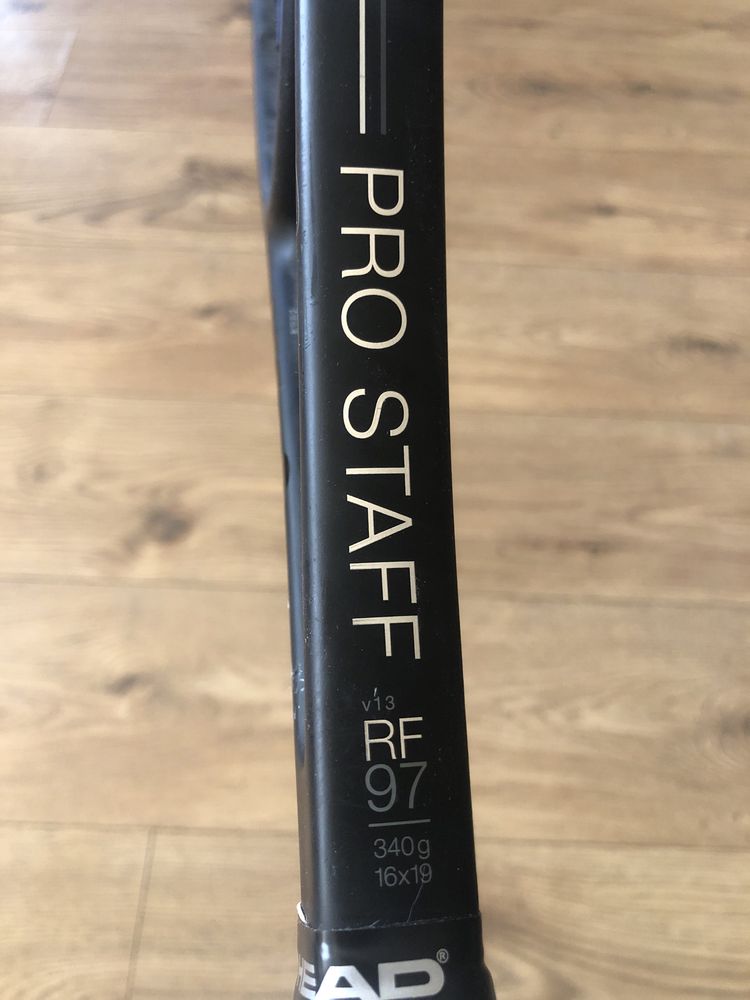 PRO STAFF
v13
RF
97
340g
16x19
HEAD®